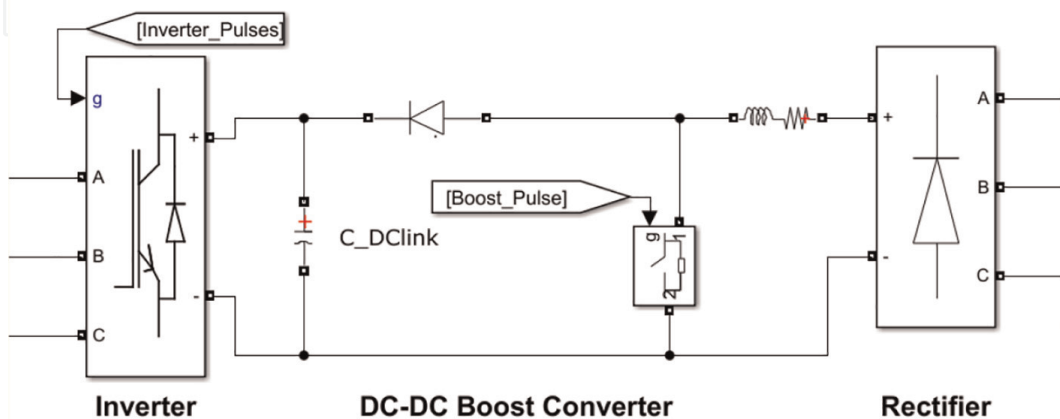 [Inverter_Pulses]
g
+
A
B
-
C
C_DClink
[Boost_Pulse]
g
1
2
+
A
B
-
C
Inverter
DC-DC Boost Converter
Rectifier